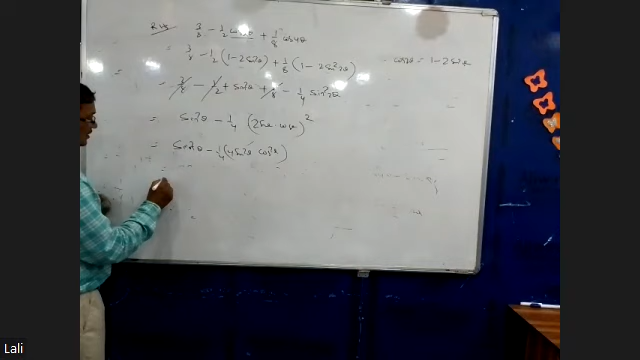 RHS 3/8 - 1/2 cos2θ + 1/8 cos4θ
= 3/8 - 1/2 (1 - 2sin²θ) + 1/8 (1 - 2sin²2θ) cos2θ = 1 - 2sin²θ
= 3/8 - 1/2 + sin²θ + 1/8 - 1/4 sin²2θ
= sin²θ - 1/4 (2sinθ · cosθ)²
= sin²θ - 1/4 (4sin²θ cos²θ)
=
Lali